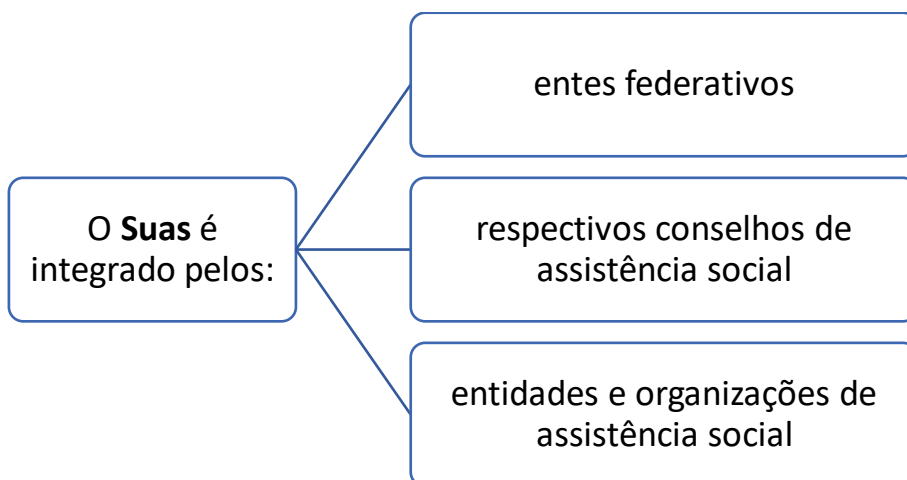 O Suas é
integrado pelos:
entes federativos
respectivos conselhos de
assistência social
entidades e organizações de
assistência social